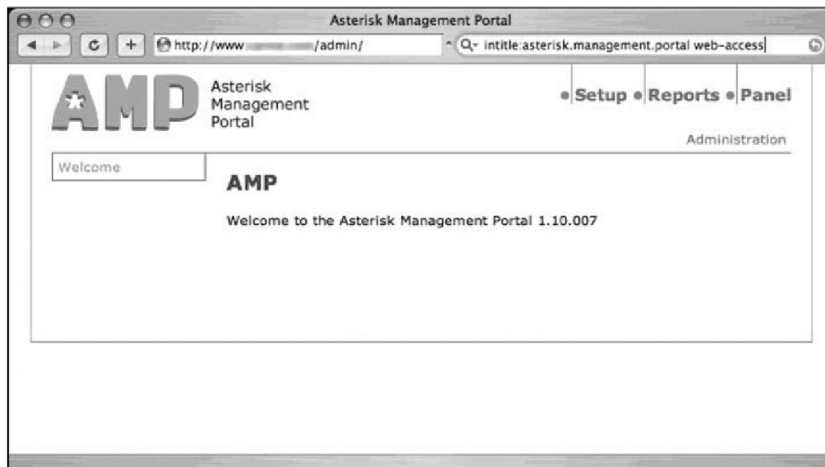 Asterisk Management Portal
http://www /admin/
intitle:asterisk.management.portal web-access
AMP
Asterisk
Management
Portal
Setup
Reports
Panel
Administration
Welcome
AMP
Welcome to the Asterisk Management Portal 1.10.007